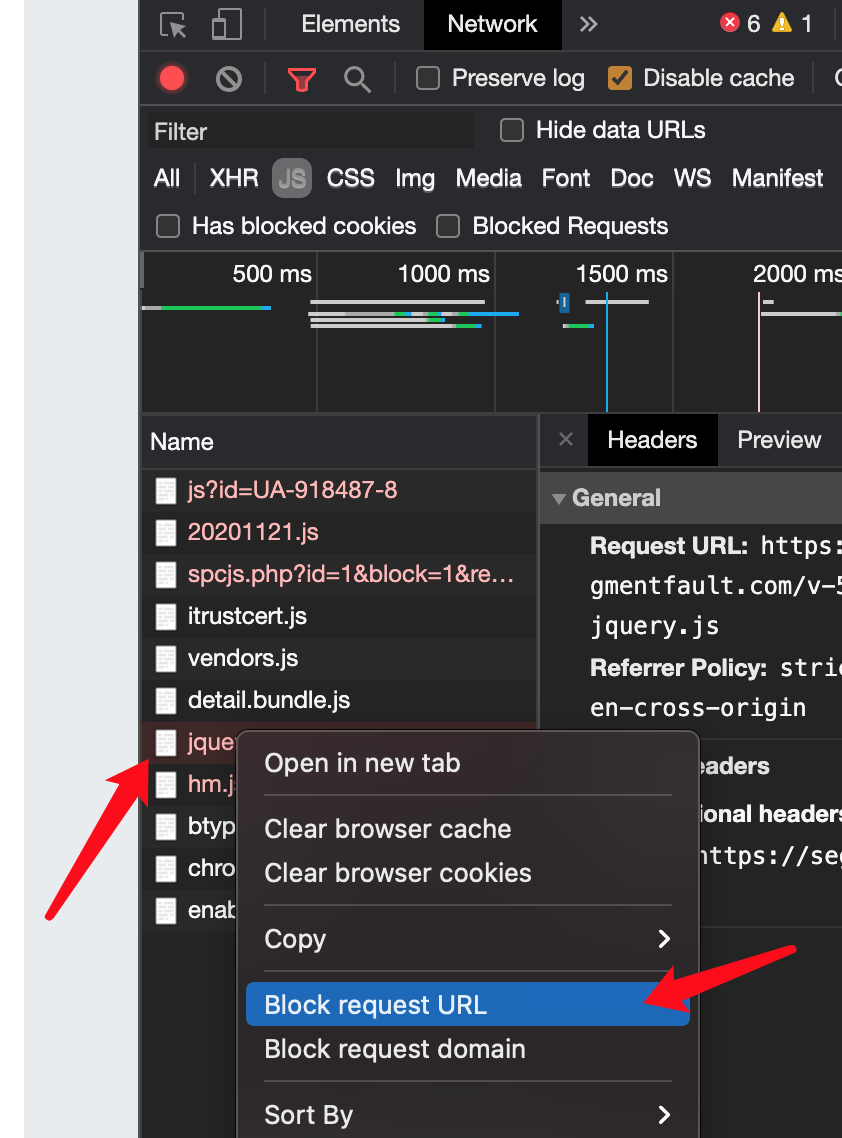 Elements Network 6 1
Preserve log Disable cache
Filter Hide data URLs
All XHR JS CSS Img Media Font Doc WS Manifest
Has blocked cookies Blocked Requests
500 ms 1000 ms 1500 ms 2000 ms
Name
js?id=UA-918487-8
20201121.js
spcjs.php?id=1&block=1&re…
itrustcert.js
vendors.js
detail.bundle.js
jque
hm.j
btyp
chro
enab
Headers Preview
General
Request URL: https:
gmentfault.com/v-5
jquery.js
Referrer Policy: stric
en-cross-origin
eaders
ional headers
https://seg
Open in new tab
Clear browser cache
Clear browser cookies
Copy
Block request URL
Block request domain
Sort By